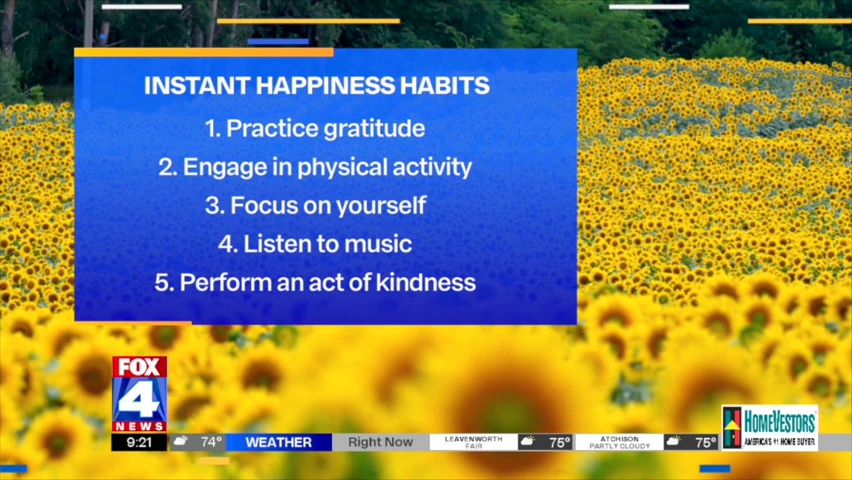 INSTANT HAPPINESS HABITS
1. Practice gratitude
2. Engage in physical activity
3. Focus on yourself
4. Listen to music
5. Perform an act of kindness
FOX
4
NEWS
9:21
74°
WEATHER
Right Now
LEAVENWORTH
FAIR
75°
ATCHISON
PARTLY CLOUDY
75°
HOMEVESTORS
AMERICA'S #1 HOME BUYER